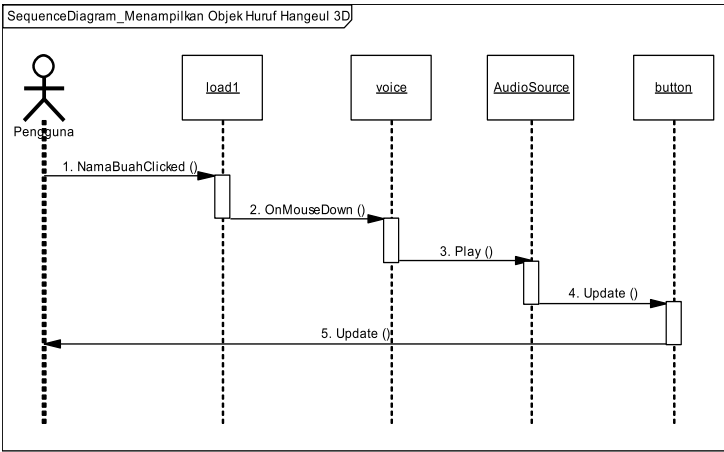 SequenceDiagram_Menampilkan Objek Huruf Hangeul 3D
load1
voice
AudioSource
button
Pengguna
1. NamaBuahClicked ()
2. OnMouseDown ()
3. Play ()
4. Update ()
5. Update ()